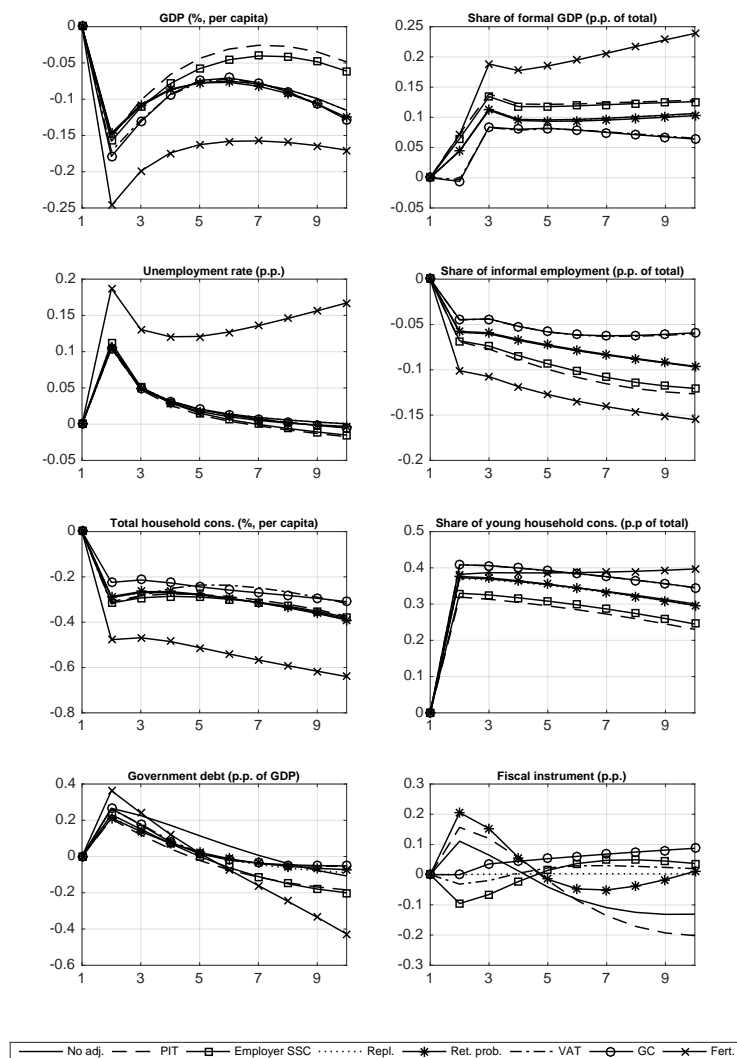 GDP (%, per capita)
0
-0.05
-0.1
-0.15
-0.2
-0.25
1 3 5 7 9
Share of formal GDP (p.p. of total)
0.25
0.2
0.15
0.1
0.05
0
-0.05
1 3 5 7 9
Unemployment rate (p.p.)
0.2
0.15
0.1
0.05
0
-0.05
1 3 5 7 9
Share of informal employment (p.p. of total)
0
-0.05
-0.1
-0.15
-0.2
1 3 5 7 9
Total household cons. (%, per capita)
0
-0.2
-0.4
-0.6
-0.8
1 3 5 7 9
Share of young household cons. (p.p of total)
0.5
0.4
0.3
0.2
0.1
0
1 3 5 7 9
Government debt (p.p. of GDP)
0.4
0.2
0
-0.2
-0.4
-0.6
1 3 5 7 9
Fiscal instrument (p.p.)
0.3
0.2
0.1
0
-0.1
-0.2
-0.3
1 3 5 7 9
No adj. PIT Employer SSC Repl. Ret. prob. VAT GC Fert.